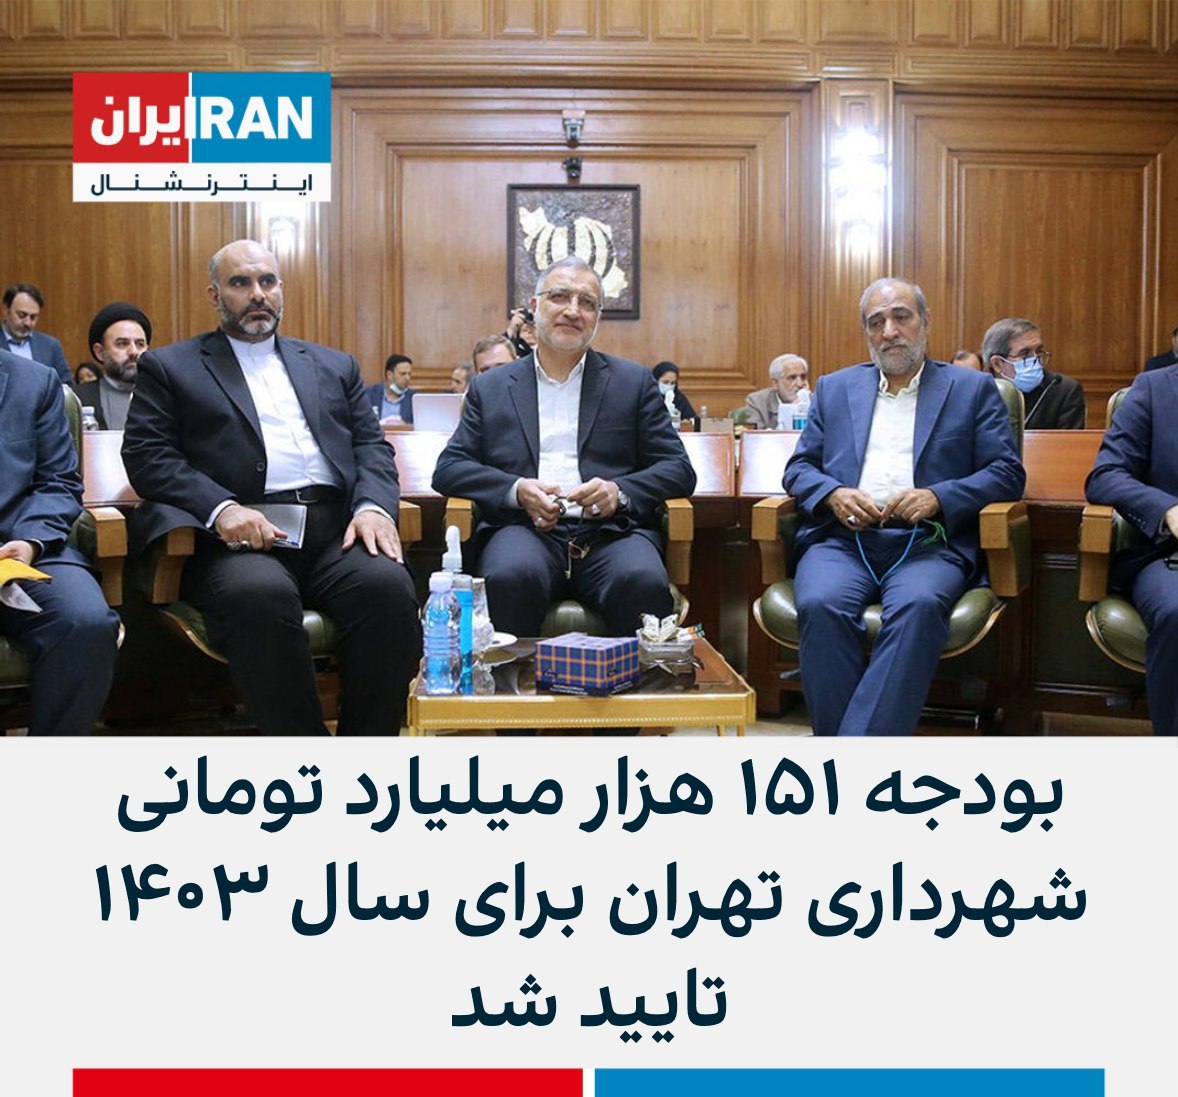 ایران IRAN
اینترنشنال
بودجه ۱۵۱ هزار میلیارد تومانی
شهرداری تهران برای سال ۱۴۰۳
تایید شد